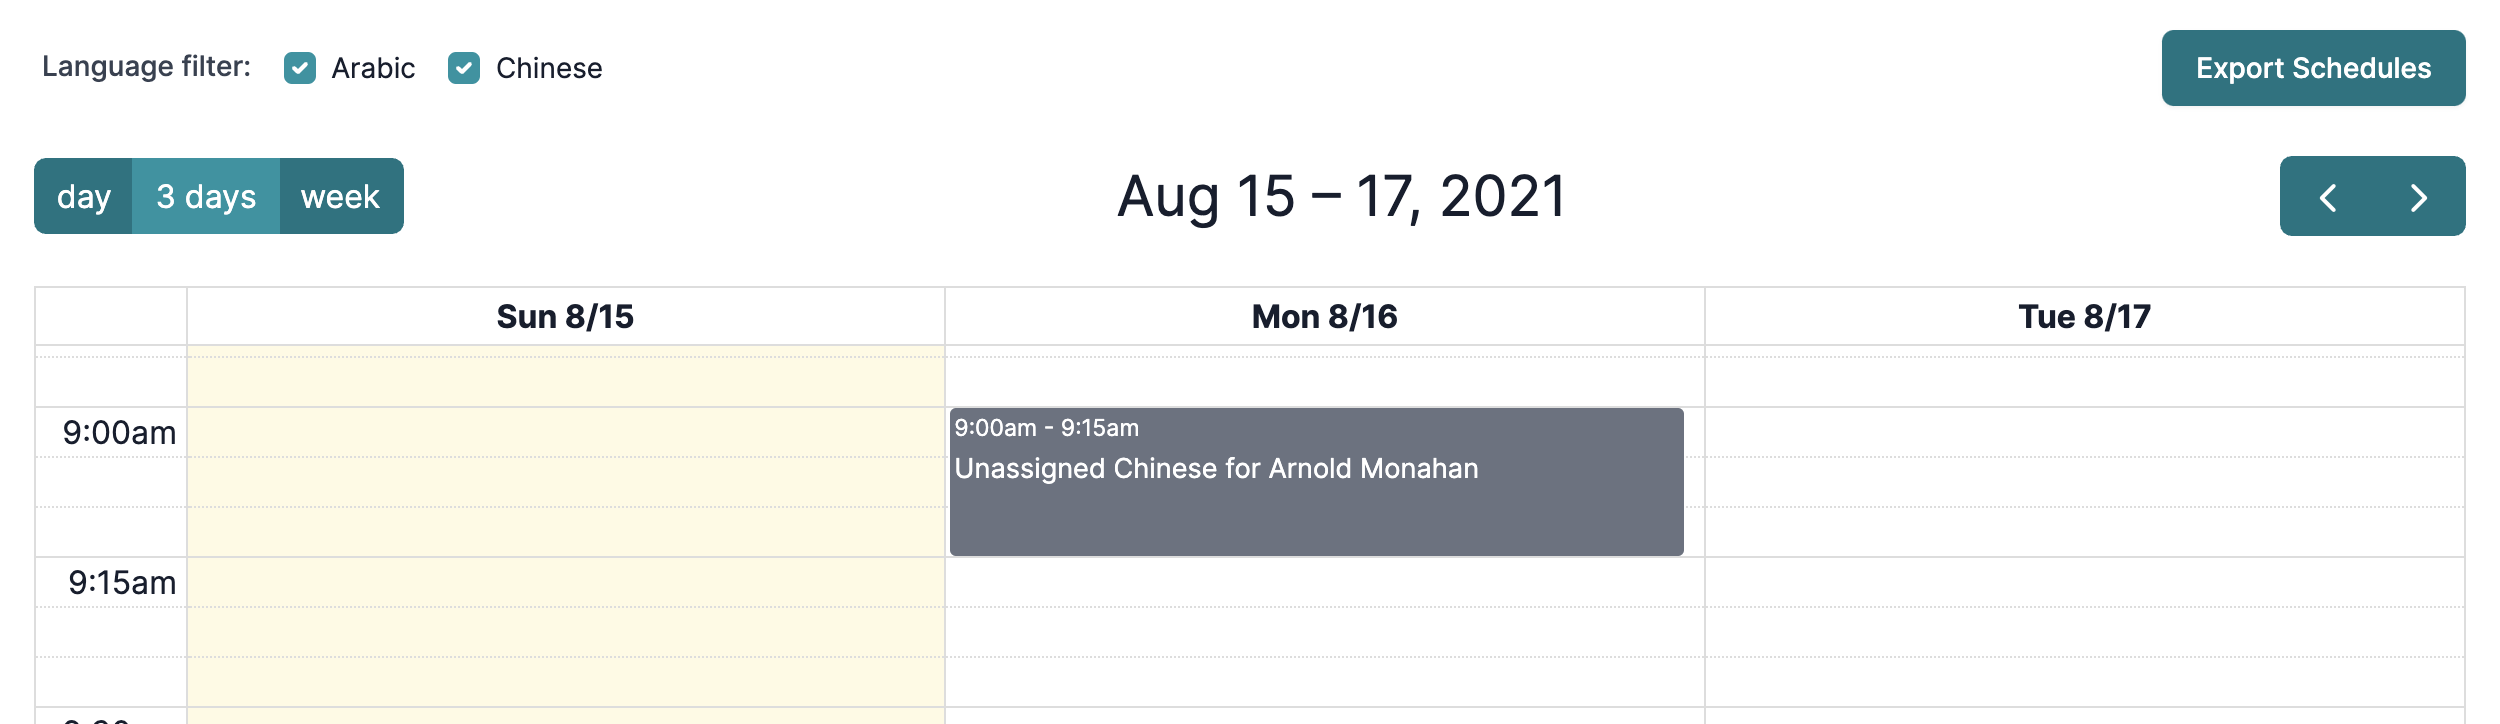 Language filter: Arabic Chinese
Export Schedules
day 3 days week
Aug 15 – 17, 2021
Sun 8/15 Mon 8/16 Tue 8/17
9:00am
9:00am - 9:15am
Unassigned Chinese for Arnold Monahan
9:15am